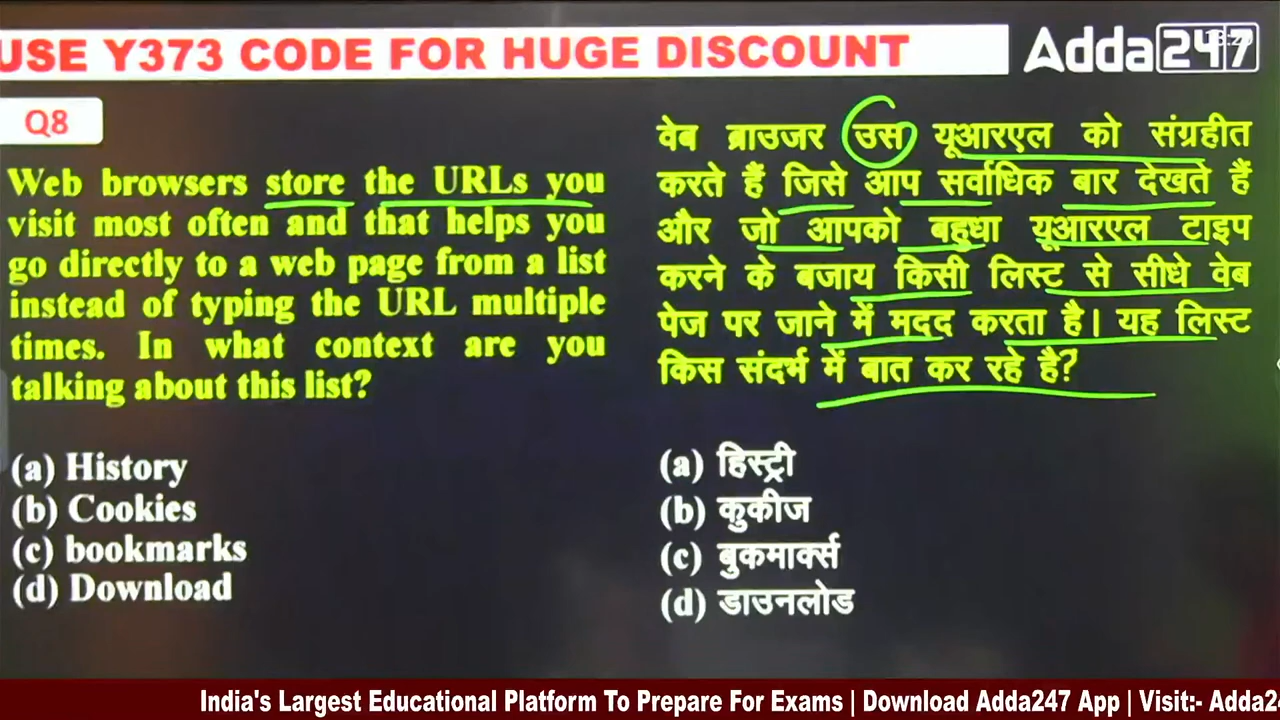 USE Y373 CODE FOR HUGE DISCOUNT
Adda247
Q8
Web browsers store the URLs you
visit most often and that helps you
go directly to a web page from a list
instead of typing the URL multiple
times. In what context are you
talking about this list?
(a) History
(b) Cookies
(c) bookmarks
(d) Download
वेब ब्राउजर उस यूआरएल को संग्रहीत
करते हैं जिसे आप सर्वाधिक बार देखते हैं
और जो आपको बहुधा यूआरएल टाइप
करने के बजाय किसी लिस्ट से सीधे वेब
पेज पर जाने में मदद करता है। यह लिस्ट
किस संदर्भ में बात कर रहे है?
(a) हिस्ट्री
(b) कुकीज
(c) बुकमार्क्स
(d) डाउनलोड
India's Largest Educational Platform To Prepare For Exams | Download Adda247 App | Visit:- Adda2